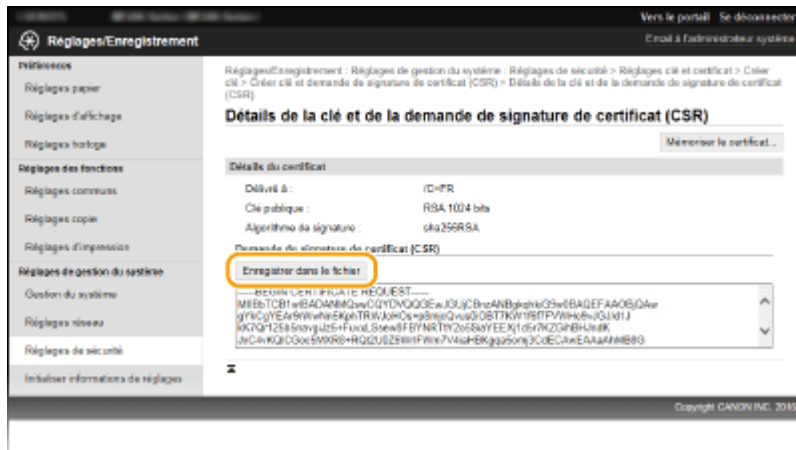 Vers le portail Se déconnecter
Réglages/Enregistrement
Email à l'administrateur système
Préférences
Réglages papier
Réglages d'affichage
Réglages horloge
Réglages des fonctions
Réglages communs
Réglages copie
Réglages d'impression
Réglages de gestion du système
Gestion du système
Réglages réseau
Réglages de sécurité
Initialiser informations de réglages
Réglages/Enregistrement : Réglages de gestion du système : Réglages de sécurité > Réglages clé et certificat > Créer
clé > Créer clé et demande de signature de certificat (CSR) > Détails de la clé et de la demande de signature de certificat
(CSR)
Détails de la clé et de la demande de signature de certificat (CSR)
Mémoriser le certificat...
Détails du certificat
Délivré à : /C=FR
Clé publique : RSA 1024 bits
Algorithme de signature : sha256RSA
Demande de signature de certificat (CSR)
Enregistrer dans le fichier
-----BEGIN CERTIFICATE REQUEST-----
Copyright CANON INC. 2016